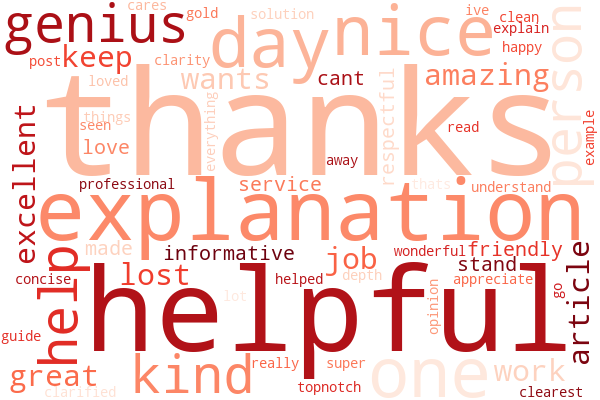 cares
genius
gold
solution
ive
clean
explain
happy
day
nice
person
post
keep
clarity
loved
wants
cant
amazing
things
thanks
everything
respectful
seen
love
read
example
away
excellent
professional
service
thats
understand
explanation
made
informative
job
wonderful
friendly
stand
concise
help
lost
helped
depth
appreciate
go
article
helpful
lot
opinion
guide
great
kind
really
super
one
work
clarified
topnotch
clearest